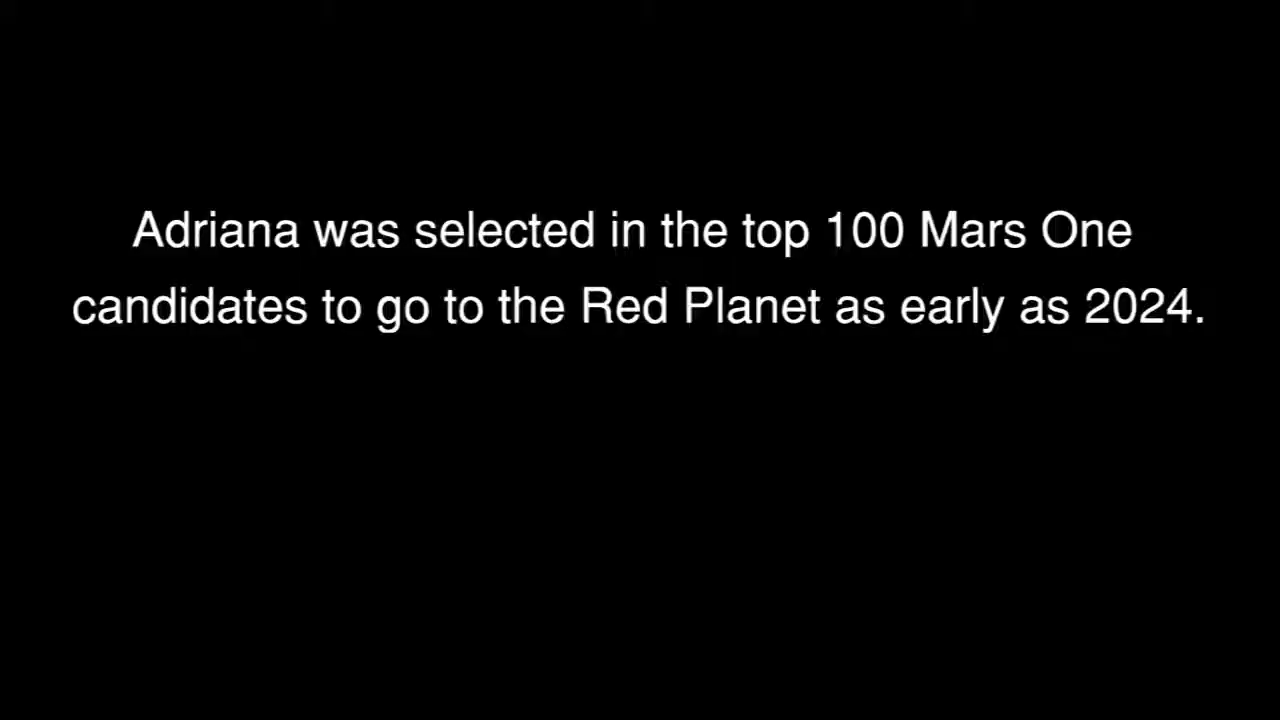 Adriana was selected in the top 100 Mars One
candidates to go to the Red Planet as early as 2024.